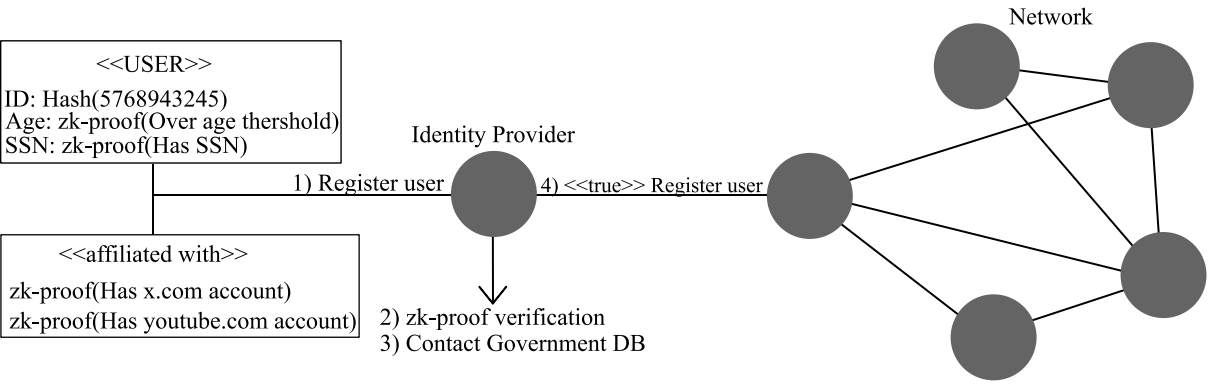 Network
<<USER>>
ID: Hash(5768943245)
Age: zk-proof(Over age thershold)
SSN: zk-proof(Has SSN)
Identity Provider
1) Register user
4) <<true>> Register user
<<affiliated with>>
zk-proof(Has x.com account)
zk-proof(Has youtube.com account)
2) zk-proof verification
3) Contact Government DB